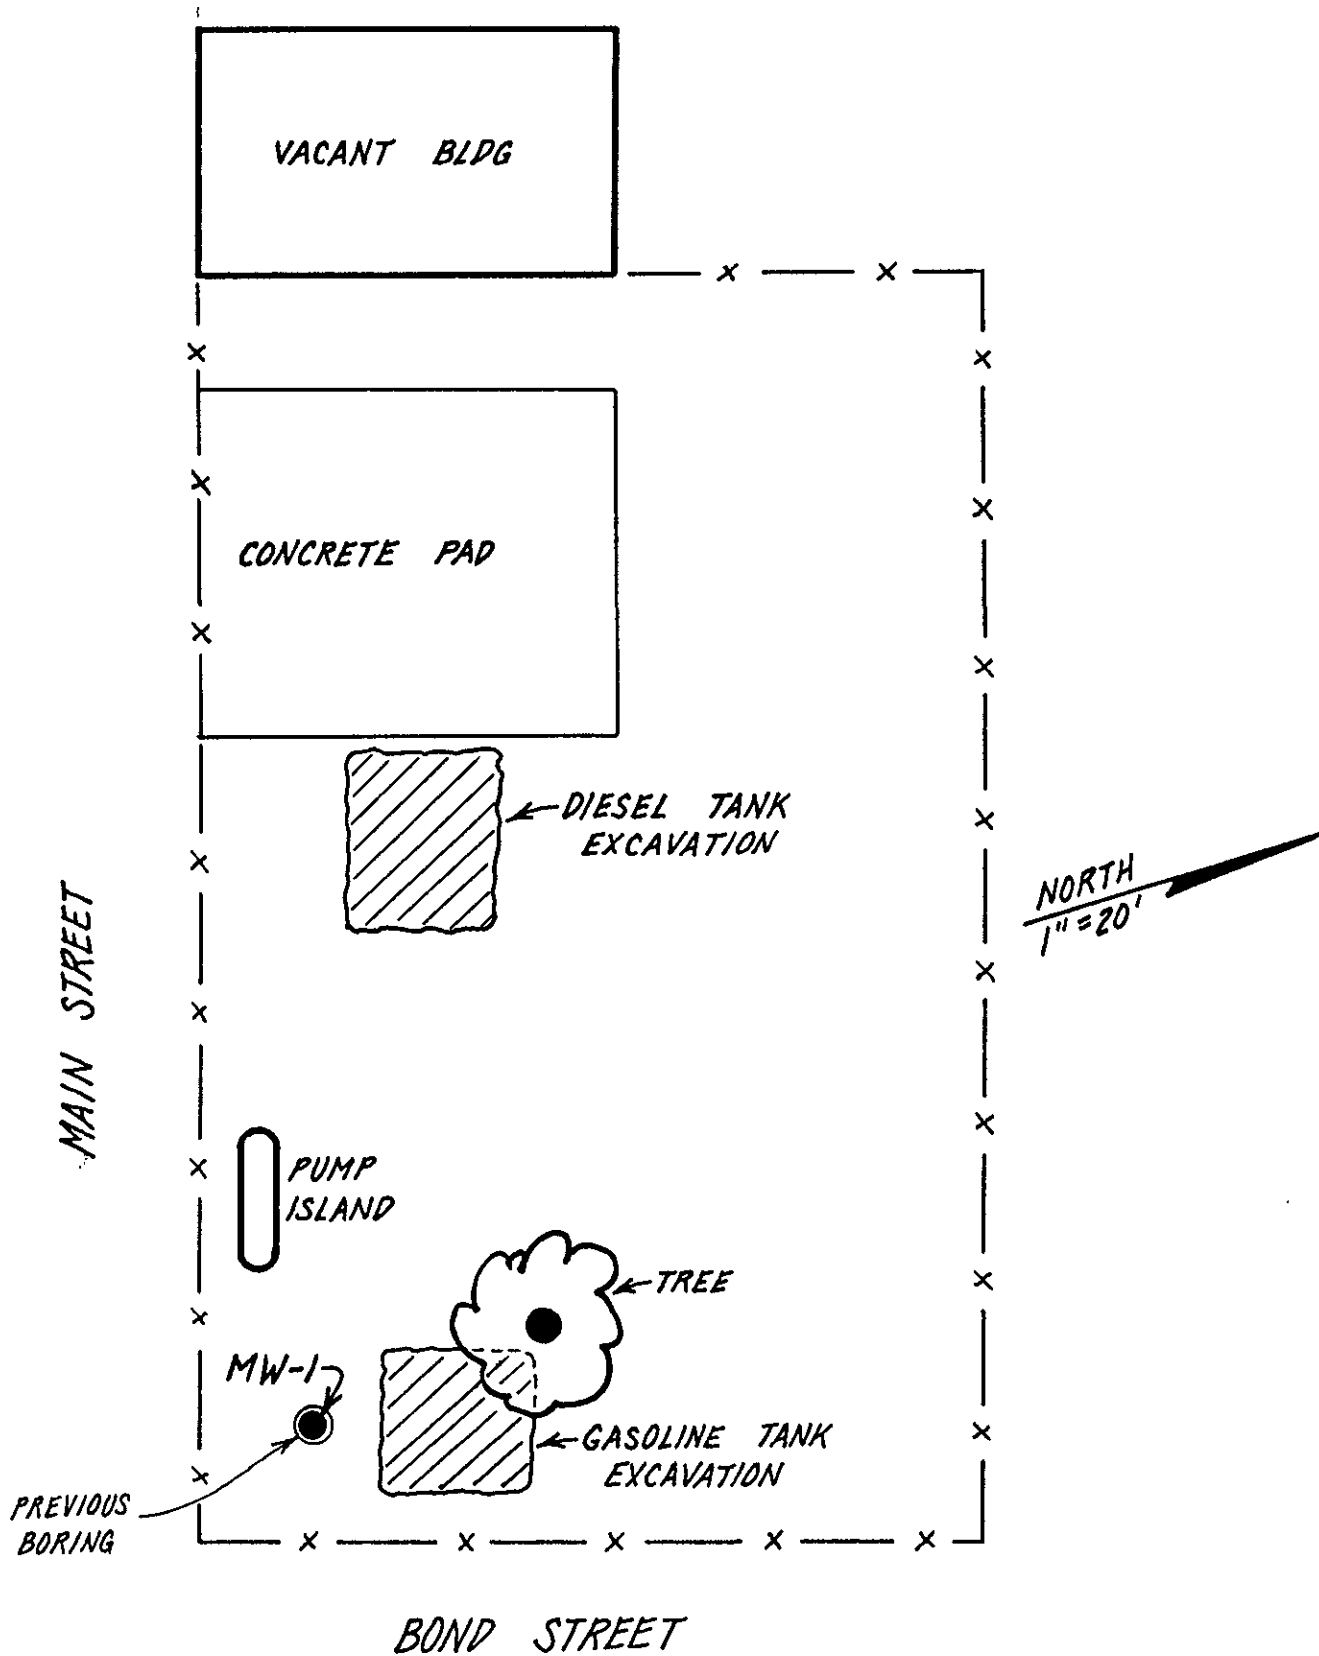 VACANT BLDG
CONCRETE PAD
DIESEL TANK
EXCAVATION
NORTH
1" = 20'
MAIN STREET
PUMP
ISLAND
TREE
MW-1
GASOLINE TANK
EXCAVATION
PREVIOUS
BORING
BOND STREET